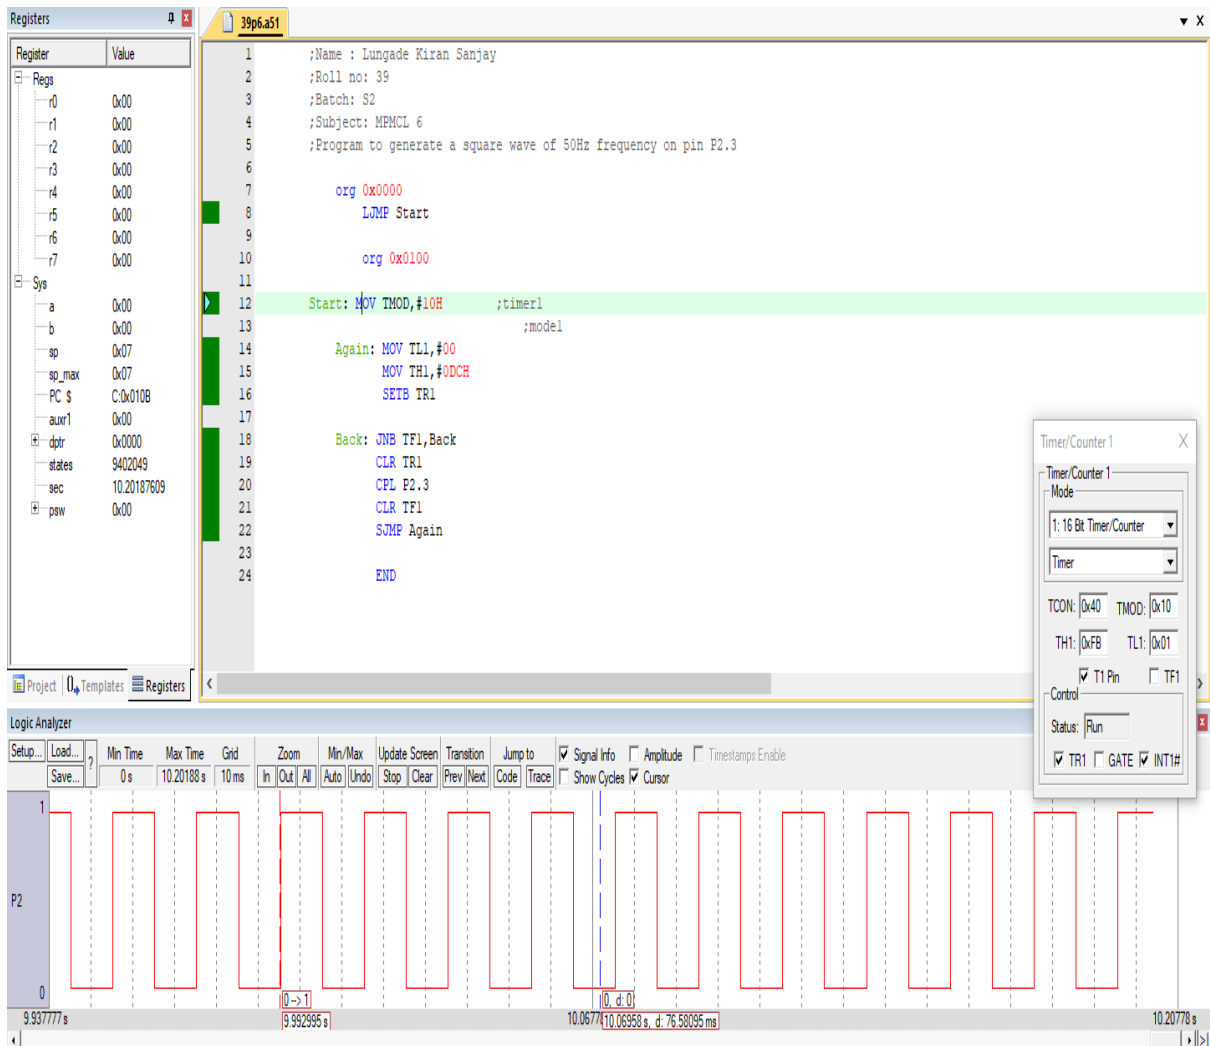 Registers
39p6.a51
Register Value
Regs
r0 0x00
r1 0x00
r2 0x00
r3 0x00
r4 0x00
r5 0x00
r6 0x00
r7 0x00
Sys
a 0x00
b 0x00
sp 0x07
sp_max 0x07
PC $ C:0x010B
auxr1 0x00
dptr 0x0000
states 9402049
sec 10.20187609
psw 0x00
Project Templates Registers
1 ;Name : Lungade Kiran Sanjay
2 ;Roll no: 39
3 ;Batch: S2
4 ;Subject: MPMCL 6
5 ;Program to generate a square wave of 50Hz frequency on pin P2.3
6
7 org 0x0000
8 LJMP Start
9
10 org 0x0100
11
12 Start: MOV TMOD,#10H ;timer1
13 ;mode1
14 Again: MOV TL1,#00
15 MOV TH1,#0DCH
16 SETB TR1
17
18 Back: JNB TF1,Back
19 CLR TR1
20 CPL P2.3
21 CLR TF1
22 SJMP Again
23
24 END
Timer/Counter 1
Timer/Counter 1
Mode
1: 16 Bit Timer/Counter
Timer
TCON: 0x40 TMOD: 0x10
TH1: 0xFB TL1: 0x01
T1 Pin TF1
Control
Status: Run
TR1 GATE INT1#
Logic Analyzer
Setup... Load... ? Min Time Max Time Grid Zoom Min/Max Update Screen Transition Jump to Signal Info Amplitude Timestamps Enable
Save... 0 s 10.20188 s 10 ms In Out All Auto Undo Stop Clear Prev Next Code Trace Show Cycles Cursor
1
P2
0
0 --> 1 0, d: 0
9.937777 s 9.992995 s 10.0677 10.06958 s, d: 76.58095 ms 10.20778 s